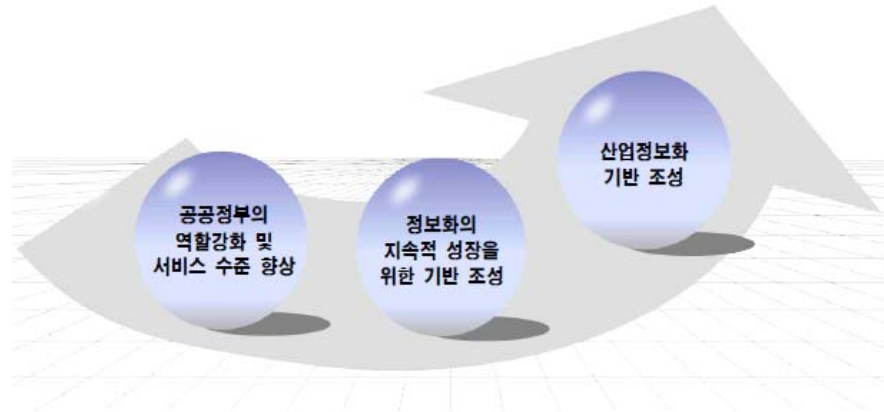 공공정부의
역할강화 및
서비스 수준 향상
정보화의
지속적 성장을
위한 기반 조성
산업정보화
기반 조성